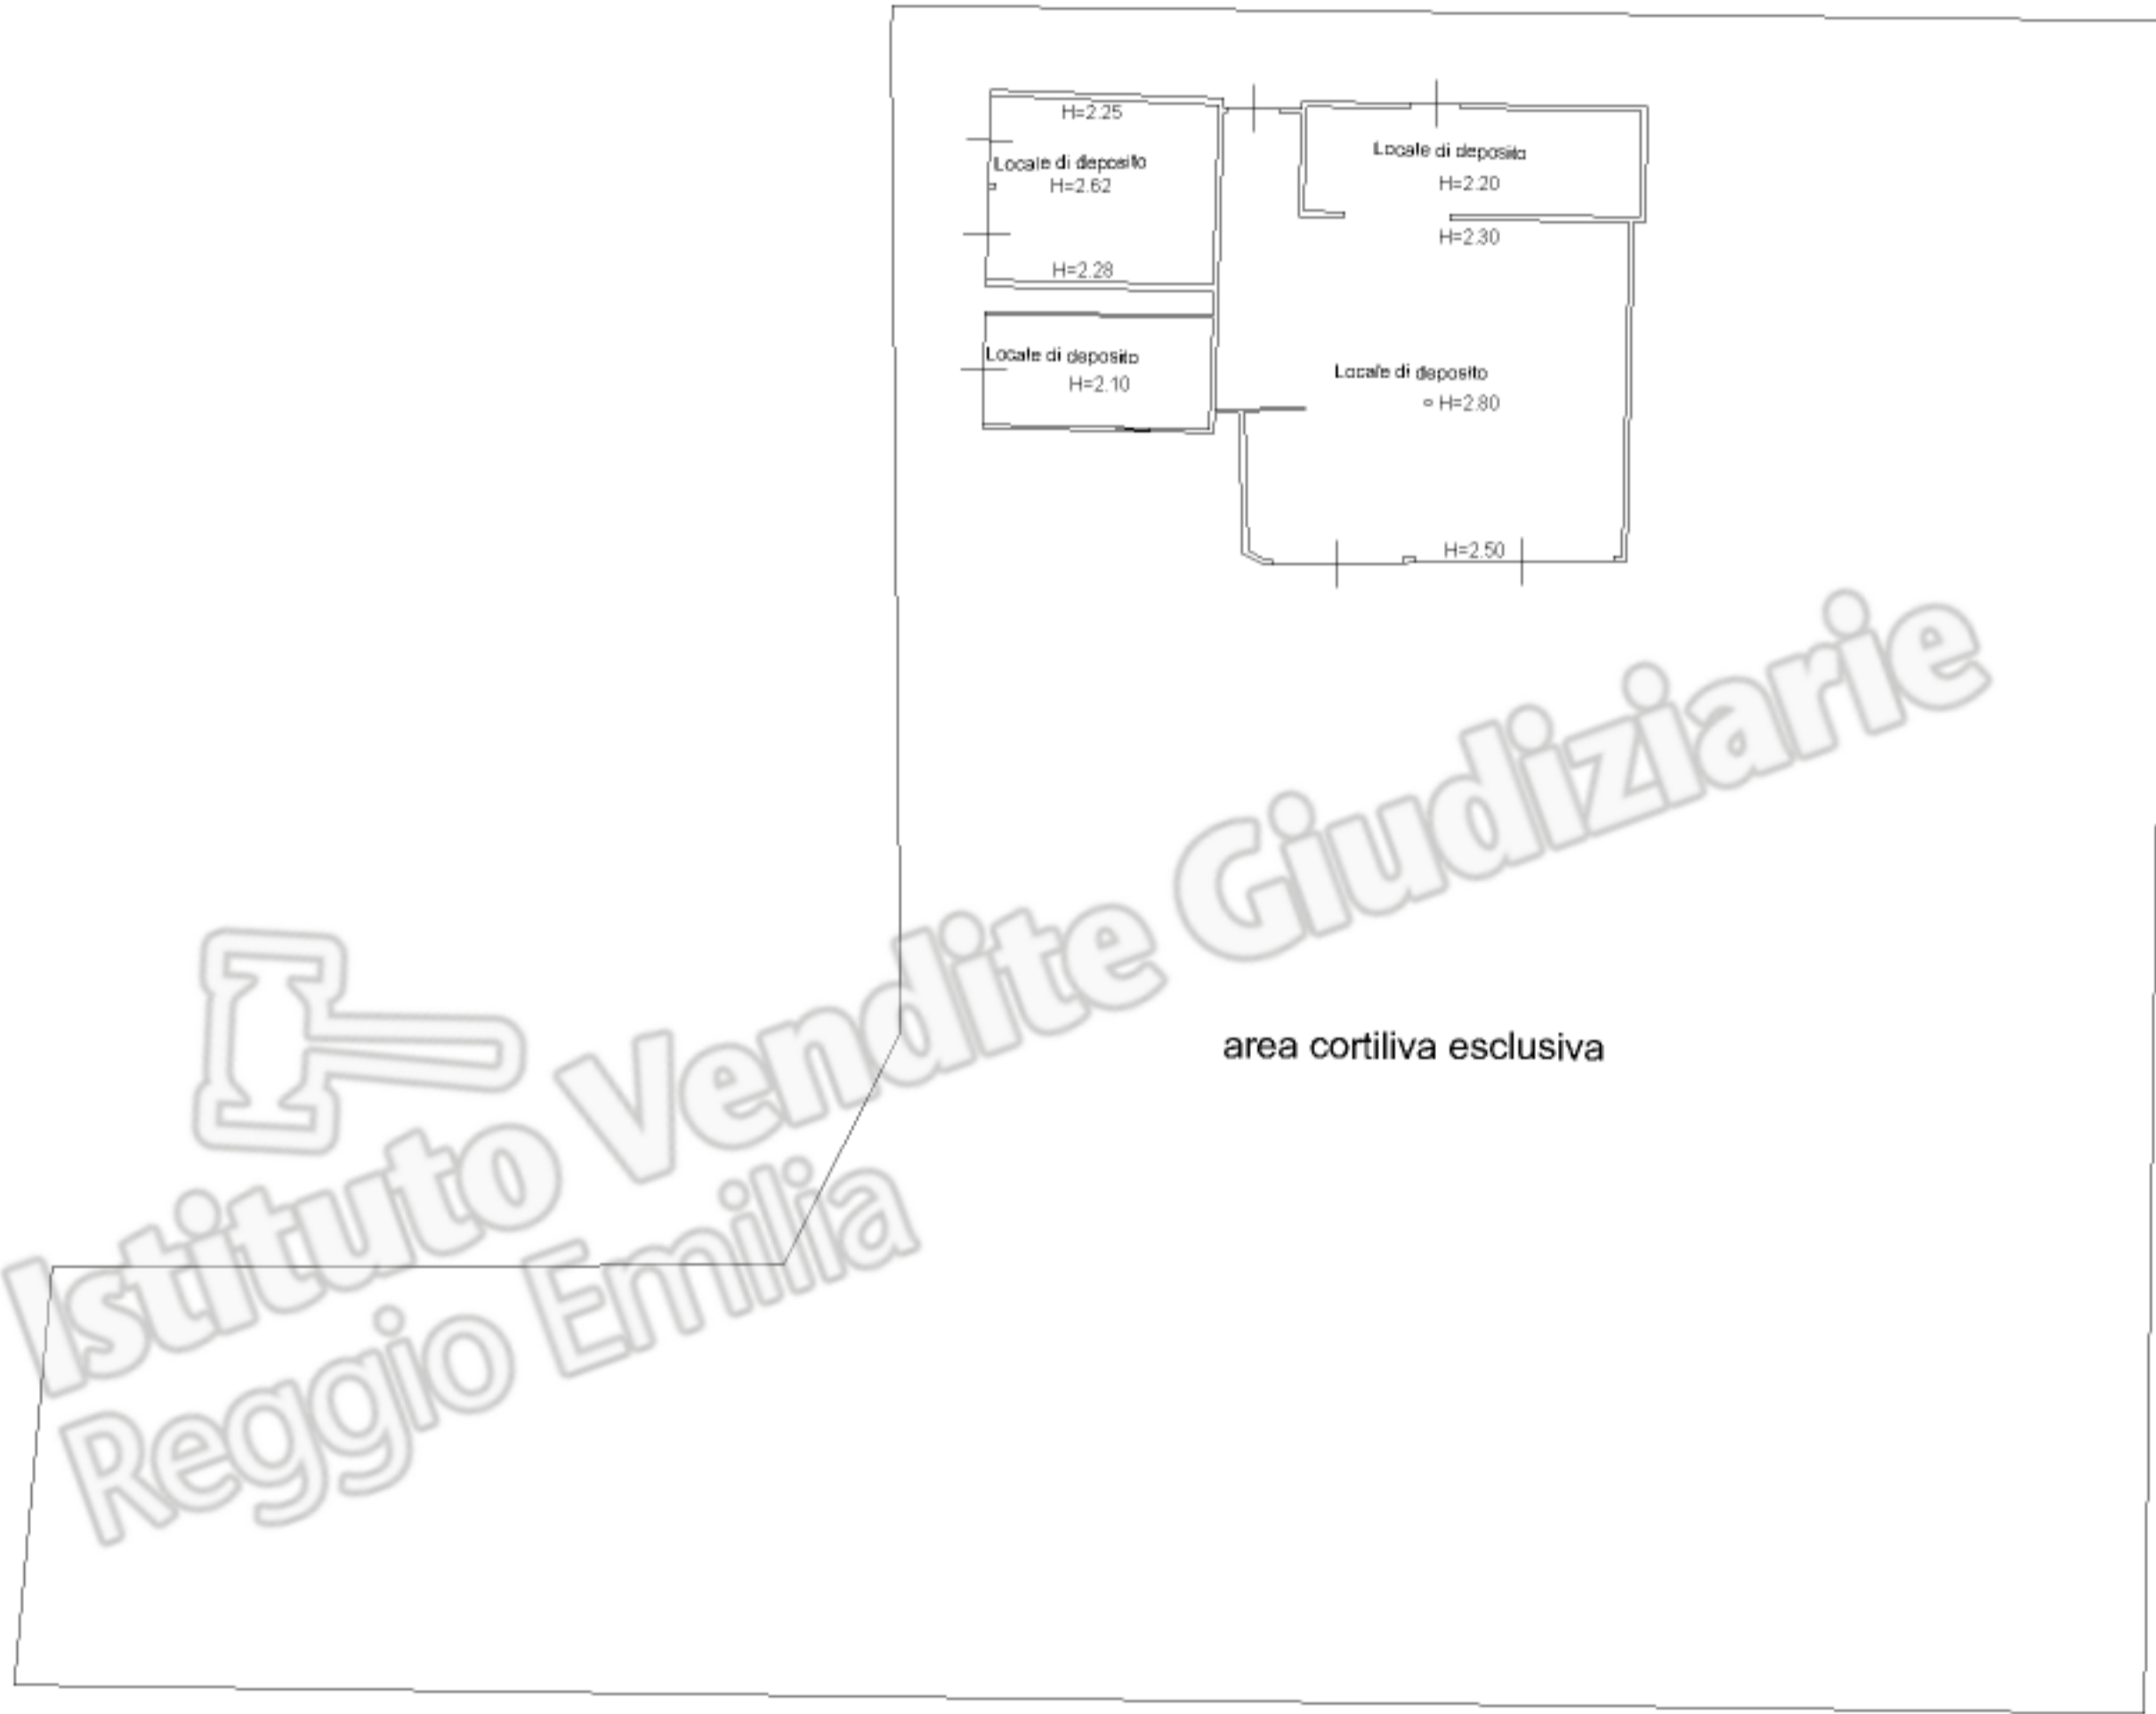 H=2.25
Locale di deposito
H=2.62
H=2.28
Locale di deposito
H=2.20
H=2.30
Locale di deposito
H=2.10
Locale di deposito
H=2.80
H=2.50
area cortiliva esclusiva
Istituto Vendite Giudiziarie
Reggio Emilia